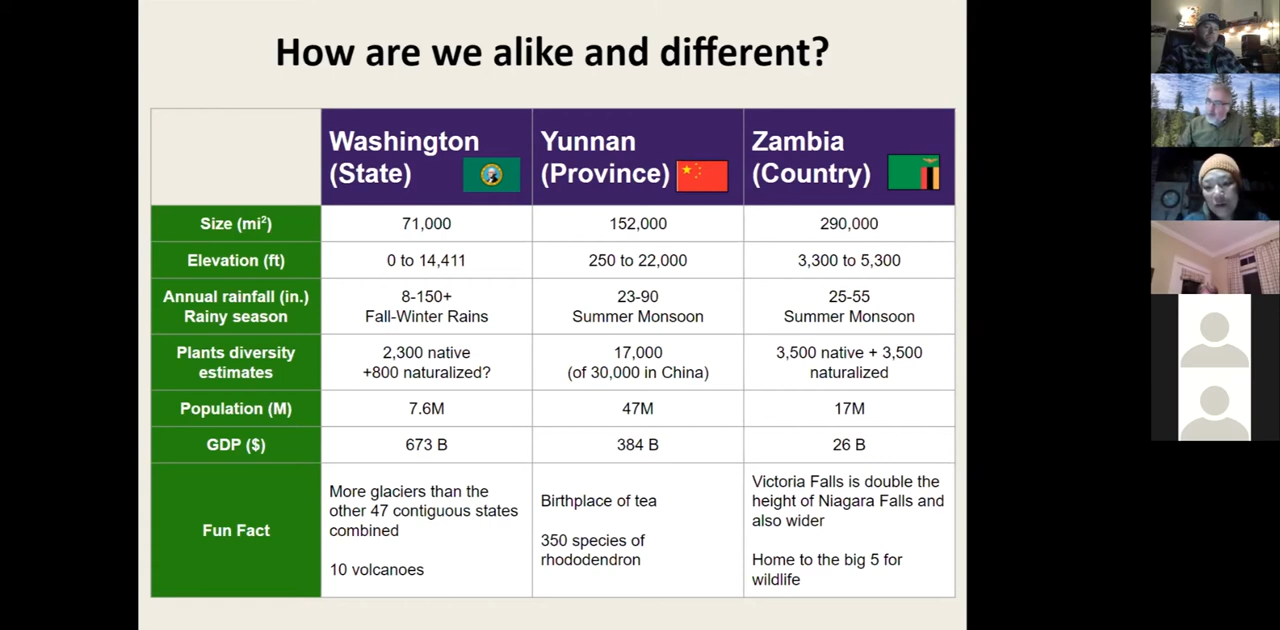 How are we alike and different?
Washington
(State)
Yunnan
(Province)
Zambia
(Country)
Size (mi²)
71,000
152,000
290,000
Elevation (ft)
0 to 14,411
250 to 22,000
3,300 to 5,300
Annual rainfall (in.)
Rainy season
8-150+
Fall-Winter Rains
23-90
Summer Monsoon
25-55
Summer Monsoon
Plants diversity
estimates
2,300 native
+800 naturalized?
17,000
(of 30,000 in China)
3,500 native + 3,500
naturalized
Population (M)
7.6M
47M
17M
GDP ($)
673 B
384 B
26 B
Fun Fact
More glaciers than the
other 47 contiguous states
combined
10 volcanoes
Birthplace of tea
350 species of
rhododendron
Victoria Falls is double the
height of Niagara Falls and
also wider
Home to the big 5 for
wildlife